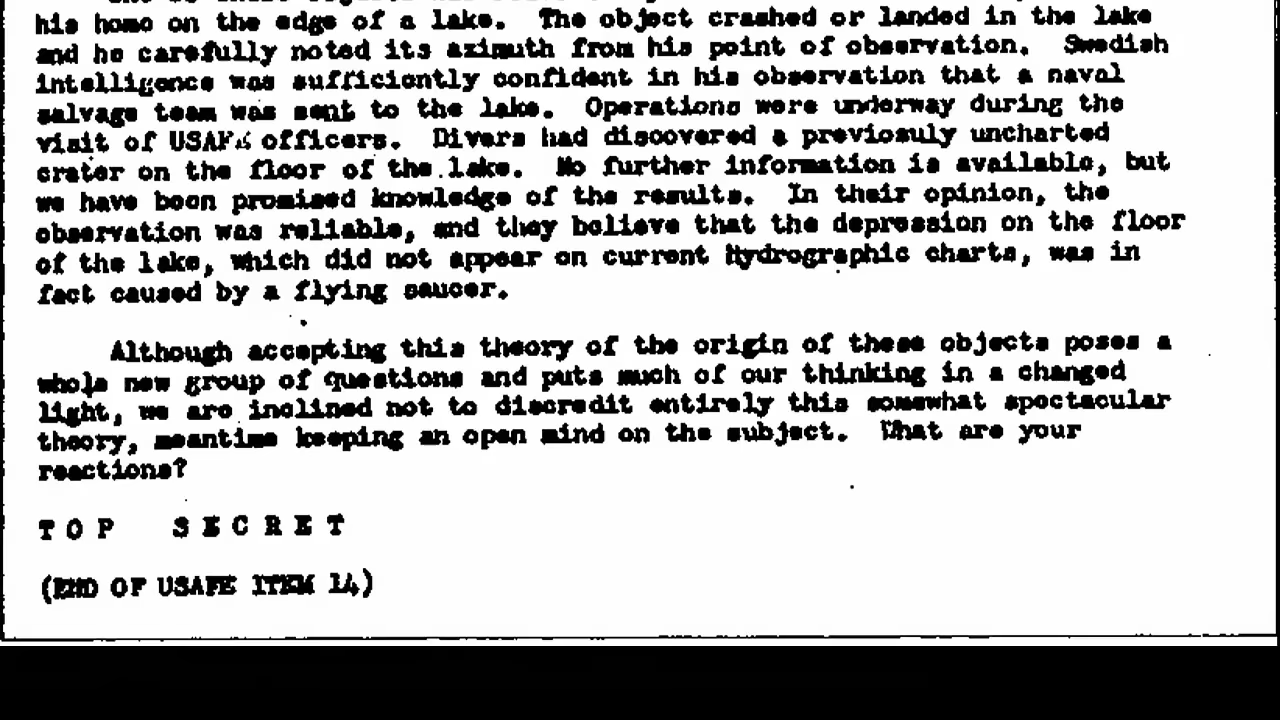 his home on the edge of a lake. The object crashed or landed in the lake
and he carefully noted its azimuth from his point of observation. Swedish
intelligence was sufficiently confident in his observation that a naval
salvage team was sent to the lake. Operations were underway during the
visit of USAFE officers. Divers had discovered a previosuly uncharted
crater on the floor of the lake. No further information is available, but
we have been promised knowledge of the results. In their opinion, the
observation was reliable, and they believe that the depression on the floor
of the lake, which did not appear on current hydrographic charts, was in
fact caused by a flying saucer.
Although accepting this theory of the origin of these objects poses a
whole new group of questions and puts much of our thinking in a changed
light, we are inclined not to discredit entirely this somewhat spectacular
theory, meantime keeping an open mind on the subject. What are your
reactions?
TOP SECRET
(END OF USAFE ITEM 14)